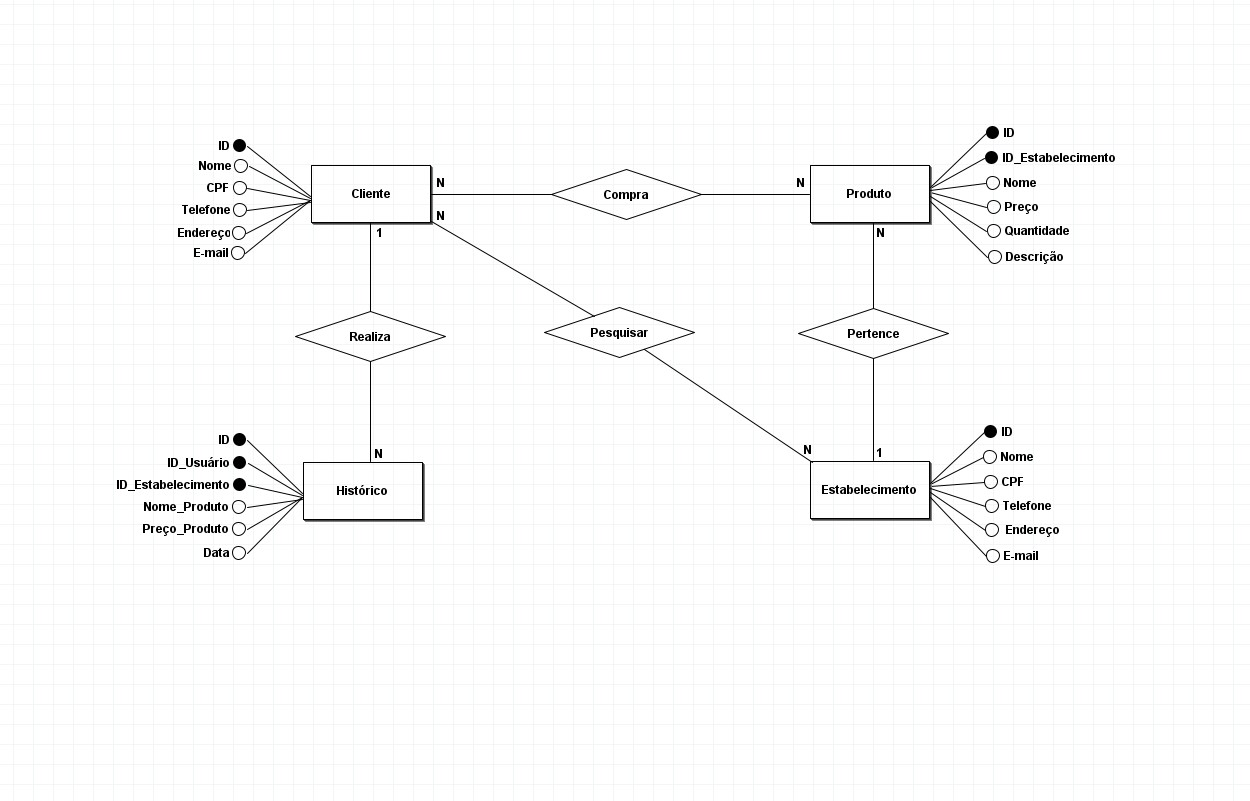 ID
Nome
CPF
Telefone
Endereço
E-mail
Cliente
N
N
1
Compra
N
Produto
N
ID
ID_Estabelecimento
Nome
Preço
Quantidade
Descrição
Realiza
Pesquisar
Pertence
N
ID
ID_Usuário
ID_Estabelecimento
Nome_Produto
Preço_Produto
Data
Histórico
N
1
Estabelecimento
ID
Nome
CPF
Telefone
Endereço
E-mail